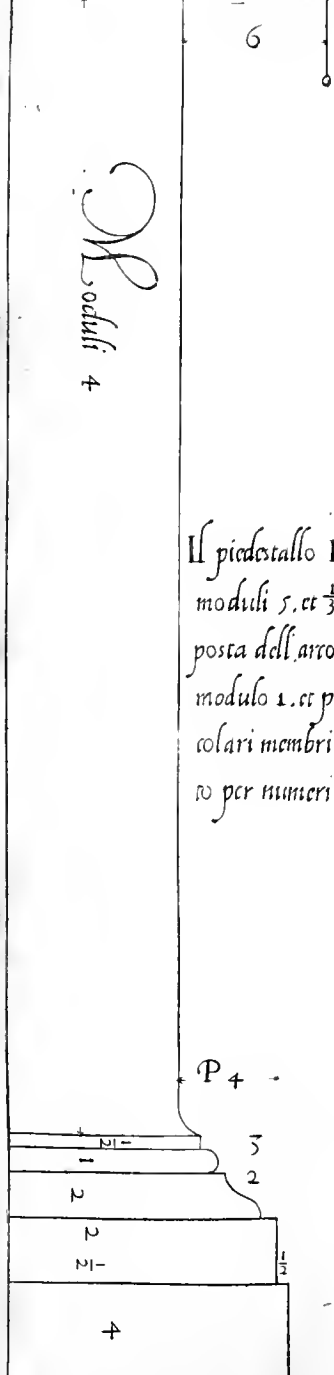 6
Moduli 4
Il piedestallo
moduli 5. et 1/3
posta dell'arco
modulo 1. et p
colari membri
to per numeri
P 4
1/2
3
1
2
2
2
1/2
1/2
4